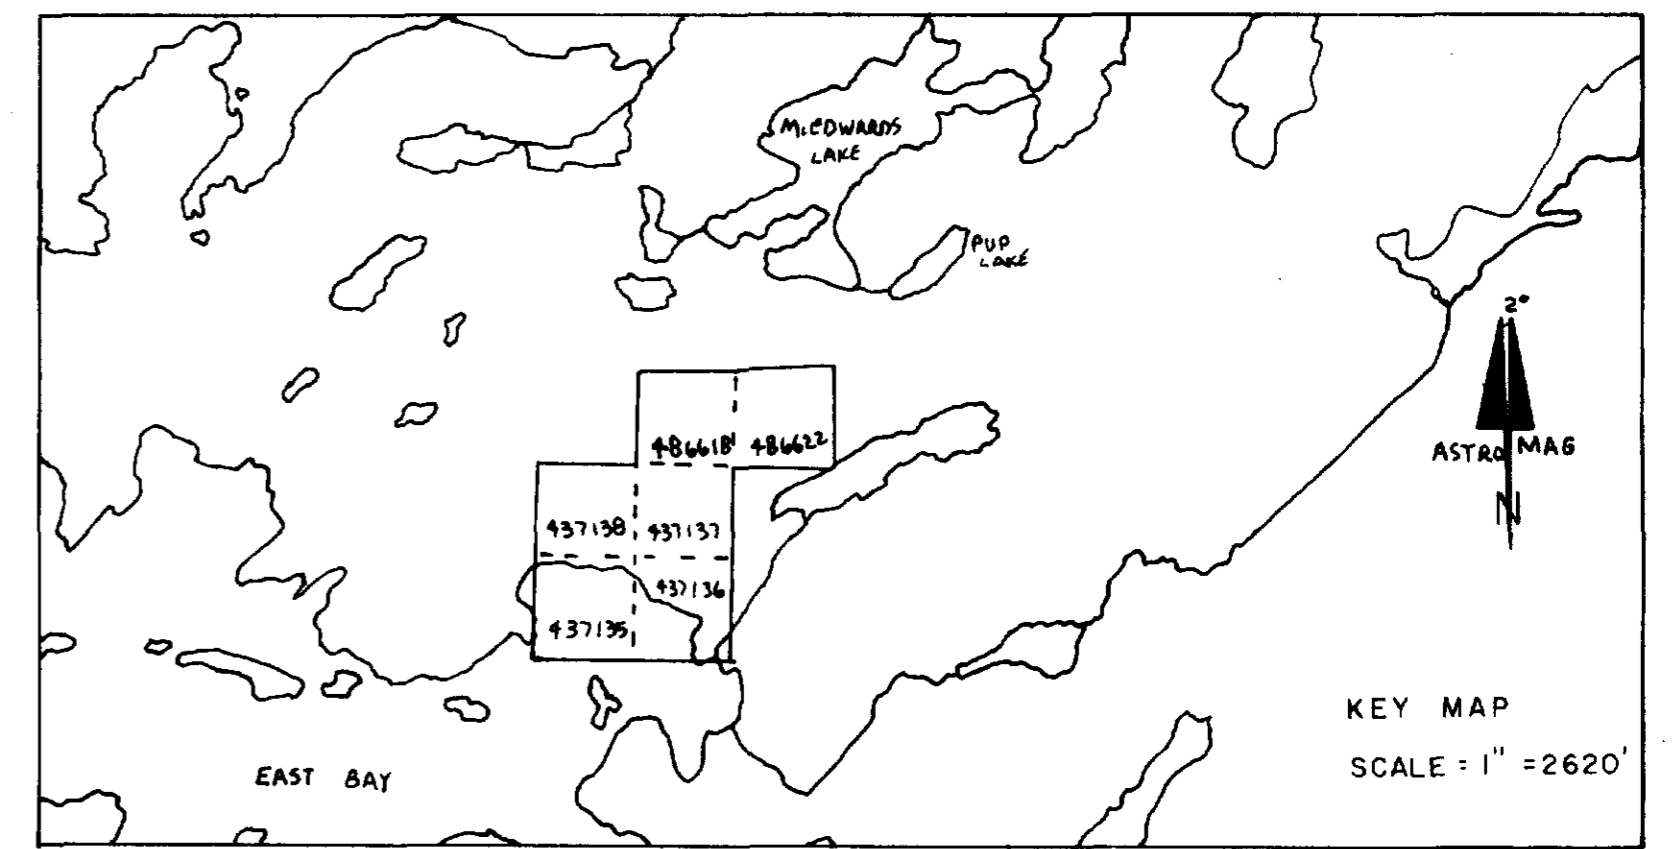 McEDWARDS
LAKE
PUP
LAKE
2°
486618 486622
ASTRO MAG
N
437138 437137
437136
437135
KEY MAP
SCALE = 1" = 2620'
EAST BAY